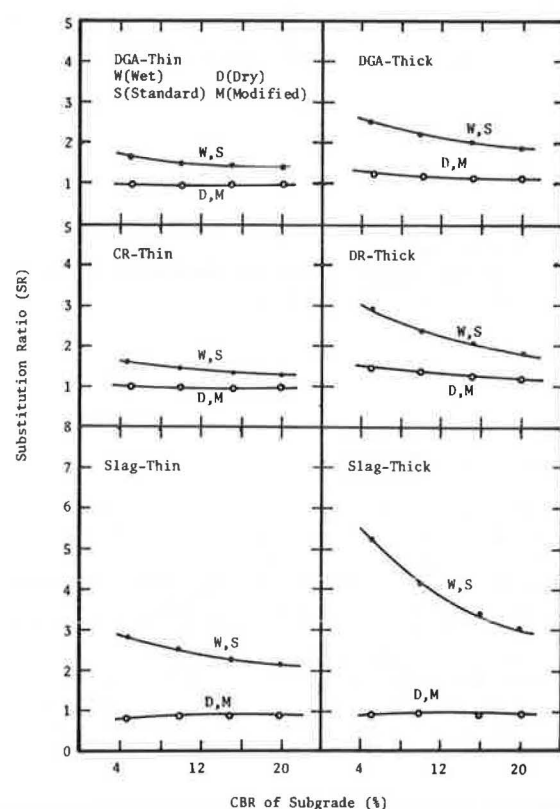 5
DGA-Thin
W(Wet) D(Dry)
S(Standard) M(Modified)
4
3
2
W,S
1
D,M
DGA-Thick
W,S
D,M
5
CR-Thin
4
3
2
W,S
1
D,M
DR-Thick
W,S
D,M
8
7
Slag-Thin
6
5
4
3
W,S
2
D,M
1
0
Slag-Thick
W,S
D,M
4 12 20 4 12 20
CBR of Subgrade (%)
Substitution Ratio (SR)